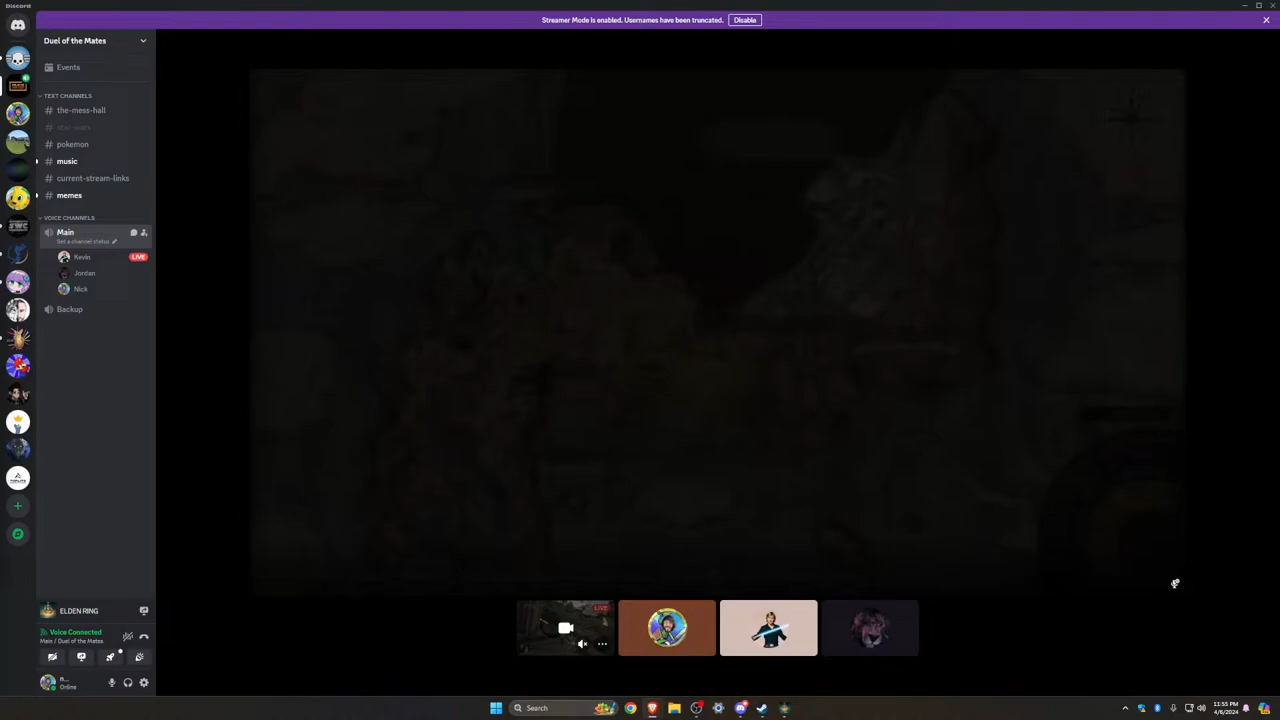 Discord
Streamer Mode is enabled. Usernames have been truncated. Disable
Duel of the Mates
Events
TEXT CHANNELS
the-mess-hall
star-wars
pokemon
music
current-stream-links
memes
VOICE CHANNELS
Main
Set a channel status
Kevin LIVE
Jordan
Nick
Backup
ELDEN RING
LIVE
Voice Connected
Main / Duel of the Mates
n...
Online
Search
11:55 PM
4/6/2024